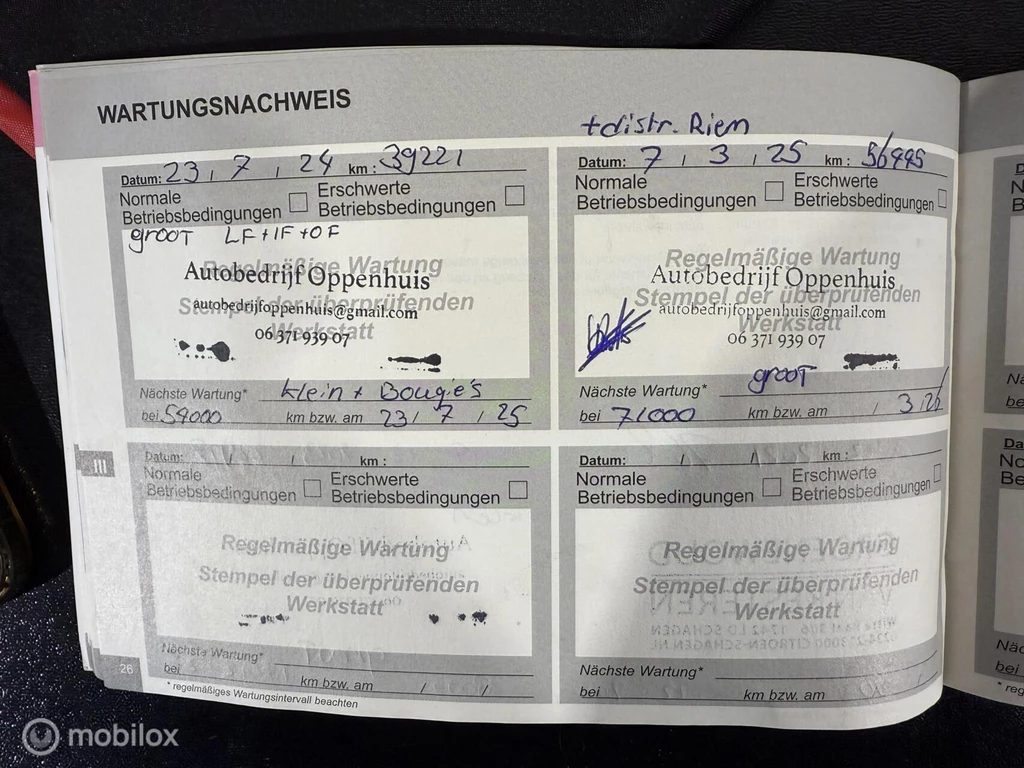 WARTUNGSNACHWEIS
+distr. Riem
Datum: 23 / 7 / 24 km: 39221
Normale Betriebsbedingungen
Erschwerte Betriebsbedingungen
groot LF+IF+OF
Regelmäßige Wartung
Stempel der überprüfenden
Werkstatt
Autobedrijf Oppenhuis
autobedrijfoppenhuis@gmail.com
06 371 939 07
Nächste Wartung* klein + Bougie's
bei 54000 km bzw. am 23 / 7 / 25
Datum: 7 / 3 / 25 km: 56995
Normale Betriebsbedingungen
Erschwerte Betriebsbedingungen
Regelmäßige Wartung
Stempel der überprüfenden
Werkstatt
Autobedrijf Oppenhuis
autobedrijfoppenhuis@gmail.com
06 371 939 07
Nächste Wartung* groot
bei 71000 km bzw. am / 3 / 26
III
Datum: / / km:
Normale Betriebsbedingungen
Erschwerte Betriebsbedingungen
Regelmäßige Wartung
Stempel der überprüfenden
Werkstatt
Nächste Wartung*
bei km bzw. am / /
* regelmäßiges Wartungsintervall beachten
26
Datum: / / km:
Normale Betriebsbedingungen
Erschwerte Betriebsbedingungen
Regelmäßige Wartung
Stempel der überprüfenden
Werkstatt
Nächste Wartung*
bei km bzw. am / /
mobilox